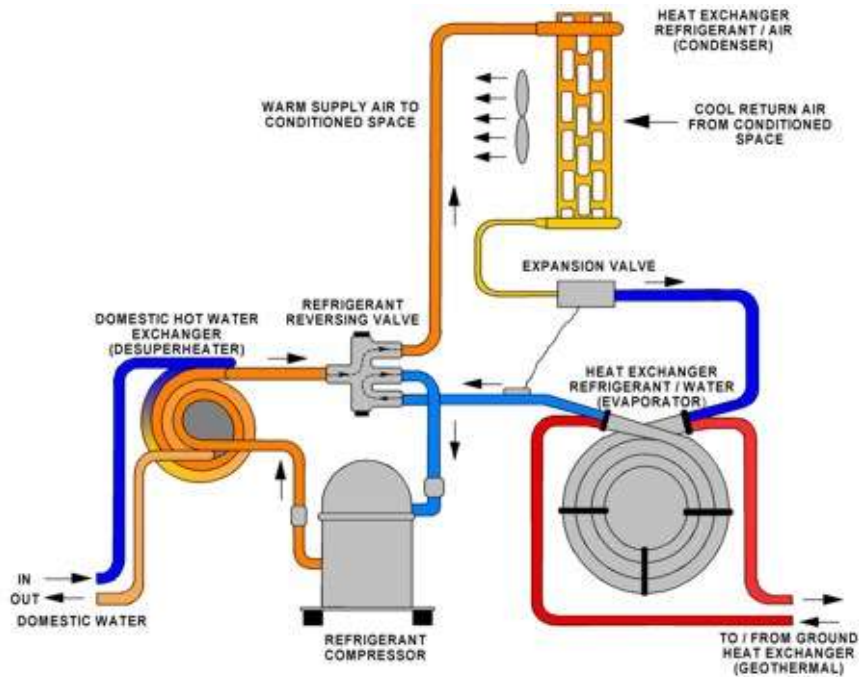 HEAT EXCHANGER
REFRIGERANT / AIR
(CONDENSER)
WARM SUPPLY AIR TO
CONDITIONED SPACE
COOL RETURN AIR
FROM CONDITIONED
SPACE
EXPANSION VALVE
REFRIGERANT
REVERSING VALVE
DOMESTIC HOT WATER
EXCHANGER
(DESUPERHEATER)
HEAT EXCHANGER
REFRIGERANT / WATER
(EVAPORATOR)
IN
OUT
DOMESTIC WATER
REFRIGERANT
COMPRESSOR
TO / FROM GROUND
HEAT EXCHANGER
(GEOTHERMAL)